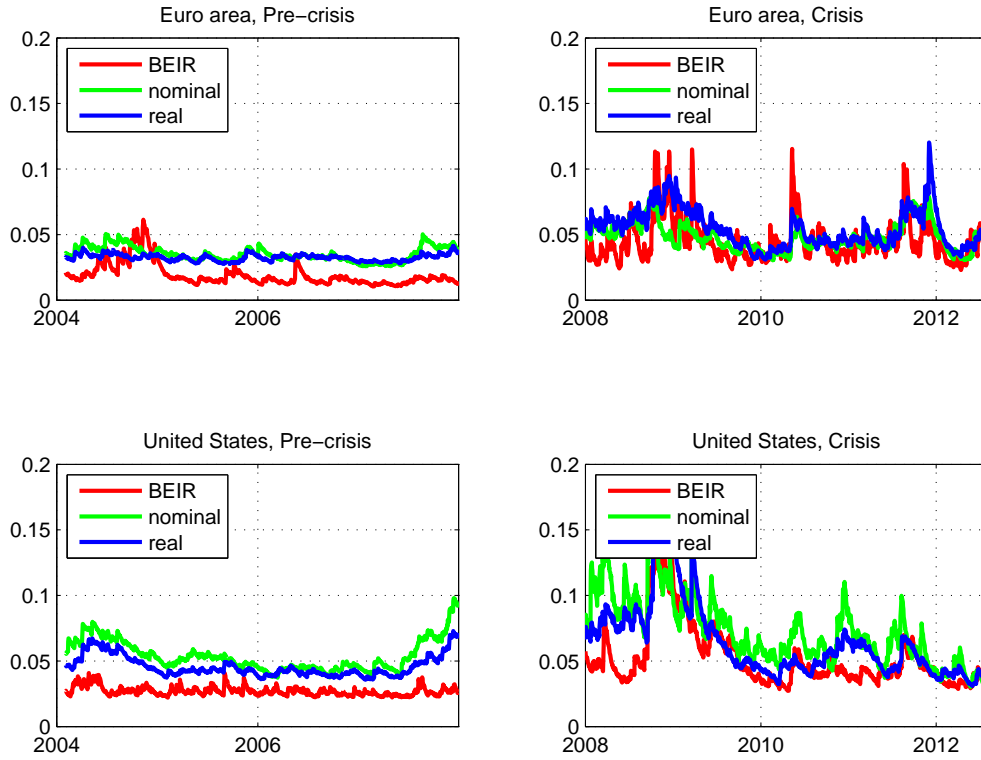 Euro area, Pre−crisis
0.2
0.15
0.1
0.05
0
2004 2006
BEIR
nominal
real
Euro area, Crisis
0.2
0.15
0.1
0.05
0
2008 2010 2012
BEIR
nominal
real
United States, Pre−crisis
0.2
0.15
0.1
0.05
0
2004 2006
BEIR
nominal
real
United States, Crisis
0.2
0.15
0.1
0.05
0
2008 2010 2012
BEIR
nominal
real